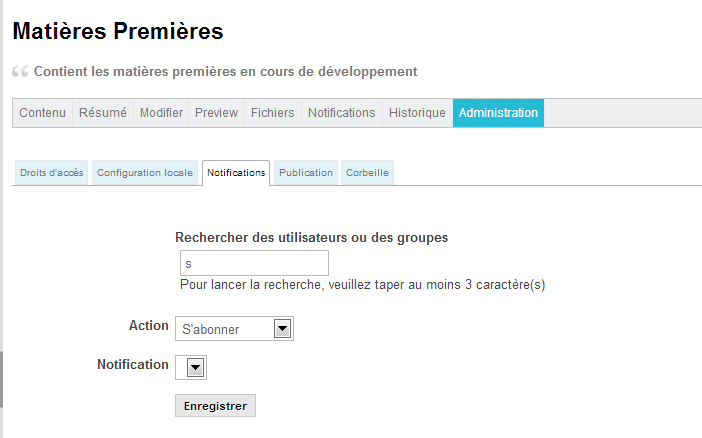 Matières Premières
Contient les matières premières en cours de développement
Contenu Résumé Modifier Preview Fichiers Notifications Historique Administration
Droits d'accès Configuration locale Notifications Publication Corbeille
Rechercher des utilisateurs ou des groupes
s
Pour lancer la recherche, veuillez taper au moins 3 caractère(s)
Action S'abonner
Notification
Enregistrer